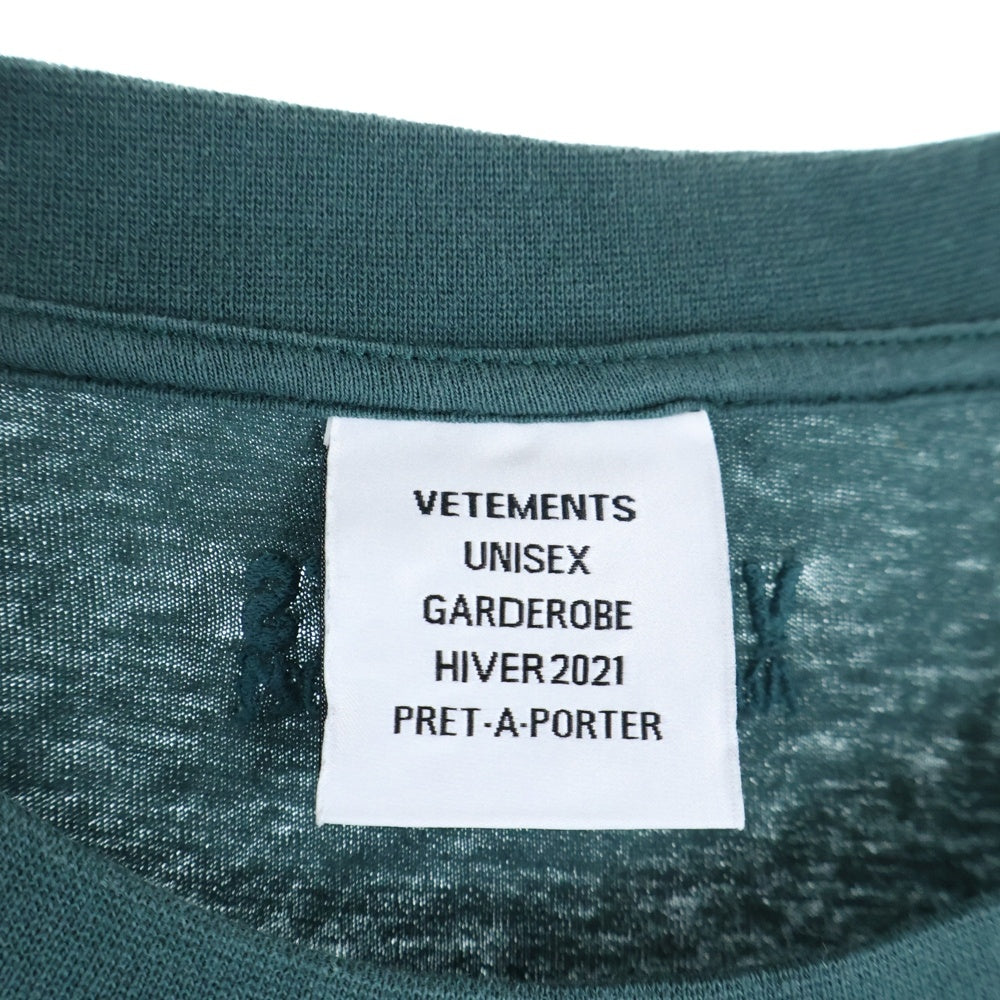 VETEMENTS
UNISEX
GARDEROBE
HIVER 2021
PRET-A-PORTER